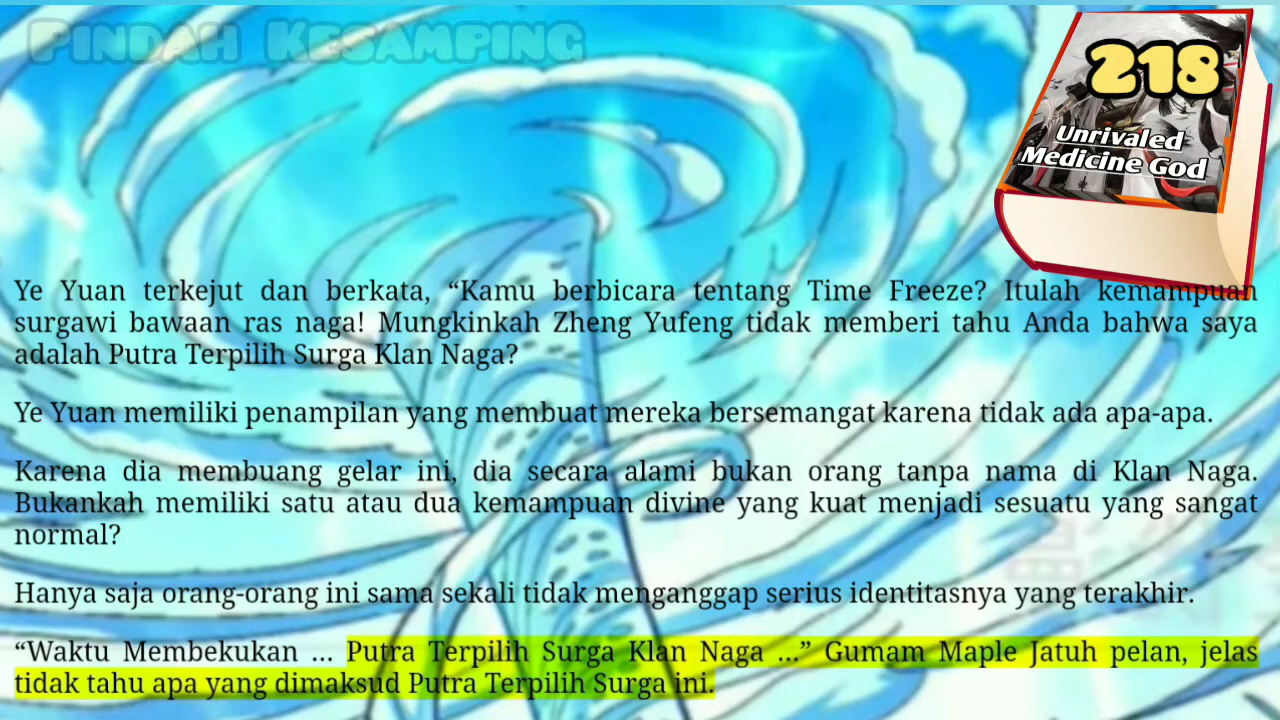 Pindah Kesamping
218
Unrivaled
Medicine God
Ye Yuan terkejut dan berkata, “Kamu berbicara tentang Time Freeze? Itulah kemampuan
surgawi bawaan ras naga! Mungkinkah Zheng Yufeng tidak memberi tahu Anda bahwa saya
adalah Putra Terpilih Surga Klan Naga?
Ye Yuan memiliki penampilan yang membuat mereka bersemangat karena tidak ada apa-apa.
Karena dia membuang gelar ini, dia secara alami bukan orang tanpa nama di Klan Naga.
Bukankah memiliki satu atau dua kemampuan divine yang kuat menjadi sesuatu yang sangat
normal?
Hanya saja orang-orang ini sama sekali tidak menganggap serius identitasnya yang terakhir.
“Waktu Membekukan ... Putra Terpilih Surga Klan Naga ...” Gumam Maple Jatuh pelan, jelas
tidak tahu apa yang dimaksud Putra Terpilih Surga ini.